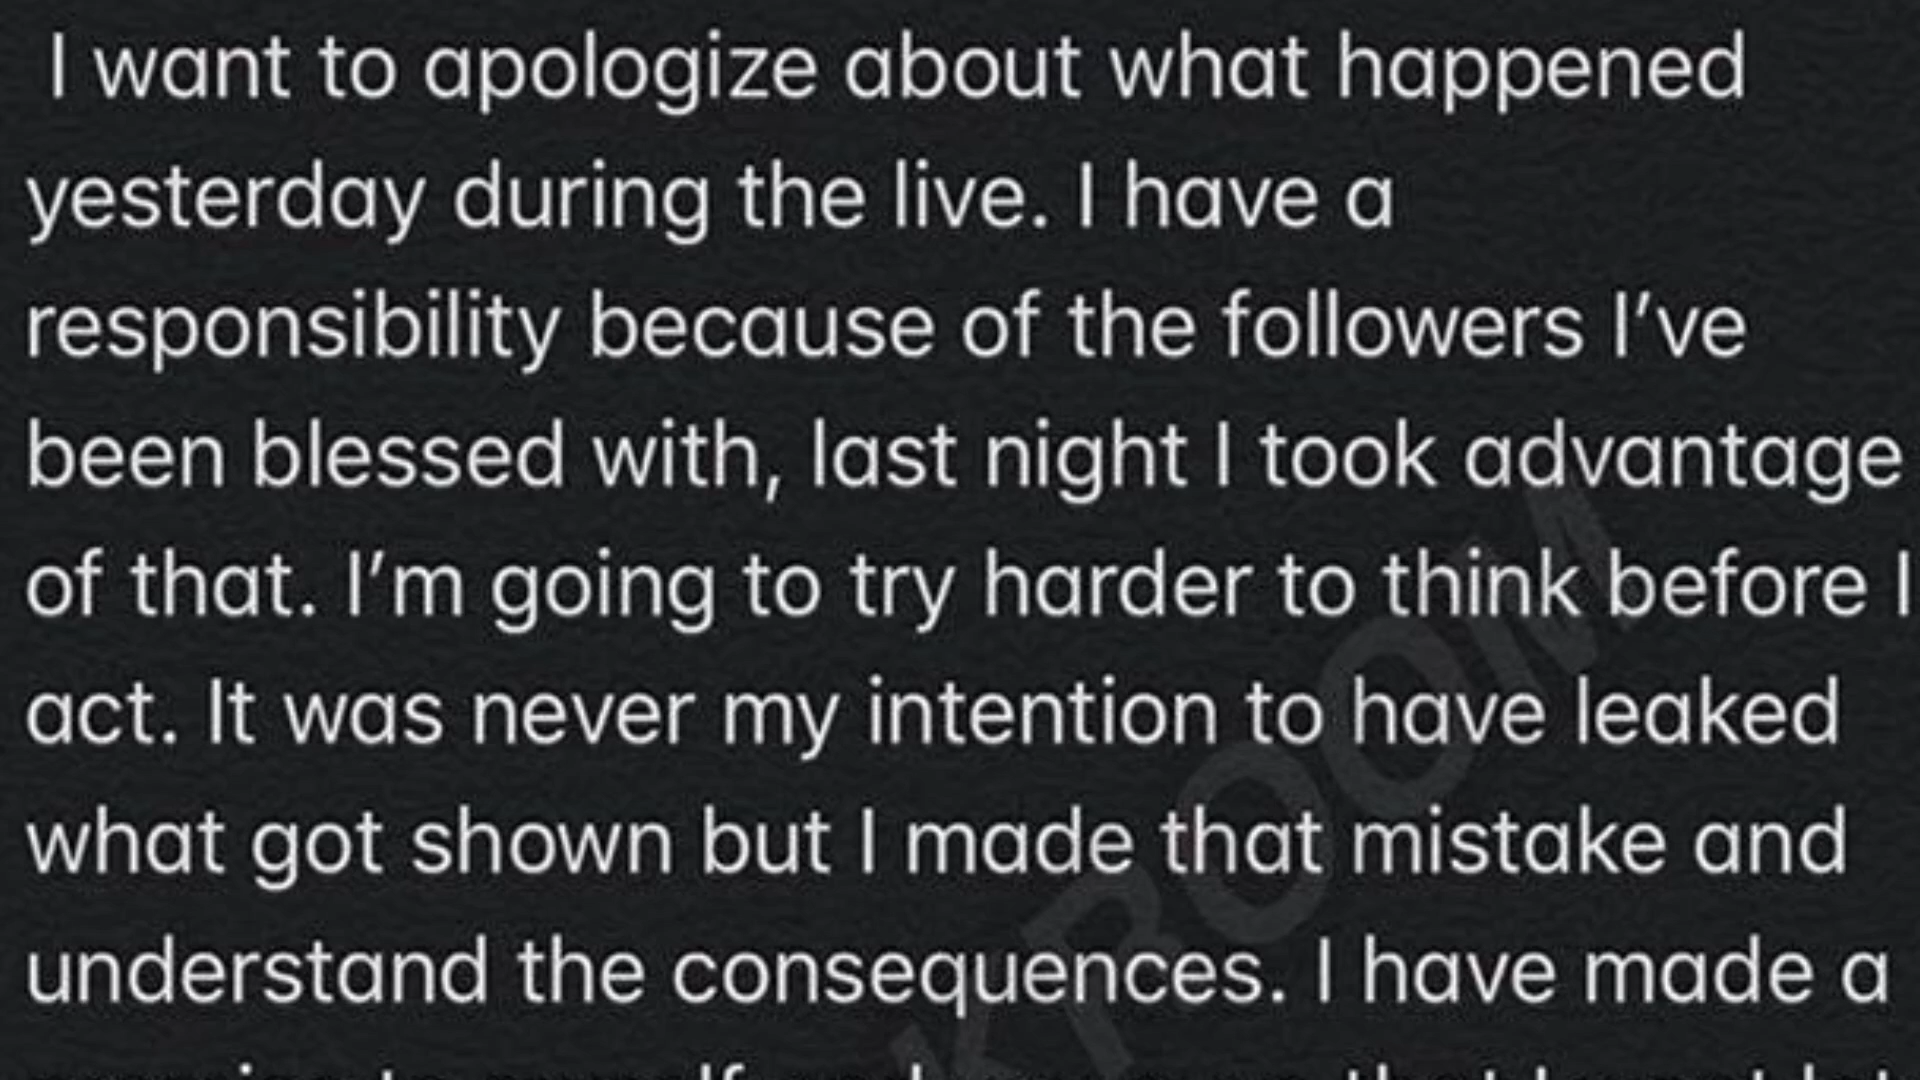 I want to apologize about what happened
yesterday during the live. I have a
responsibility because of the followers I’ve
been blessed with, last night I took advantage
of that. I’m going to try harder to think before I
act. It was never my intention to have leaked
what got shown but I made that mistake and
understand the consequences. I have made a
KROOM